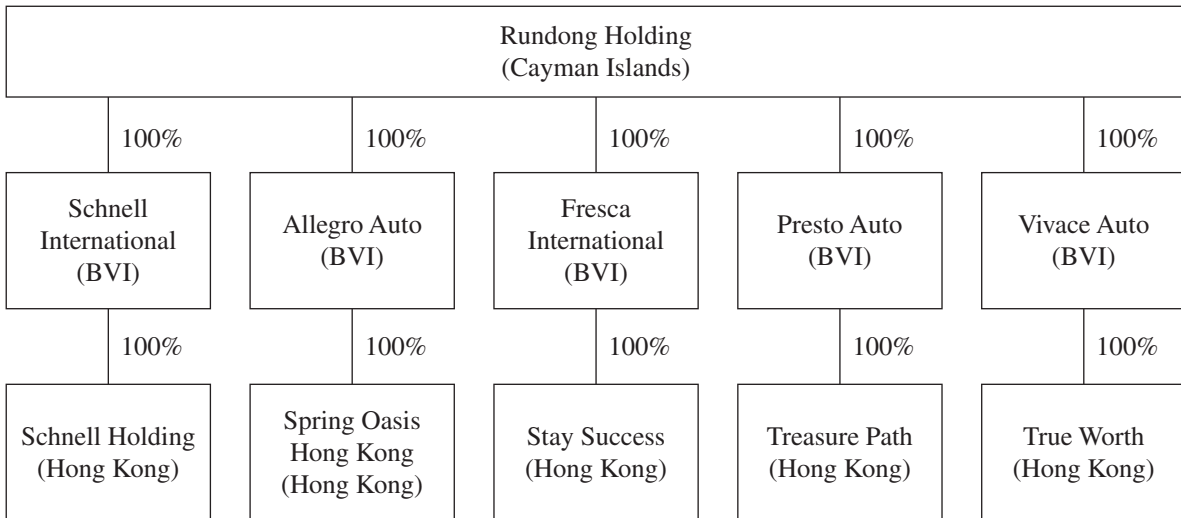 Rundong Holding
(Cayman Islands)
100%
100%
100%
100%
100%
Schnell
International
(BVI)
Allegro Auto
(BVI)
Fresca
International
(BVI)
Presto Auto
(BVI)
Vivace Auto
(BVI)
100%
100%
100%
100%
100%
Schnell Holding
(Hong Kong)
Spring Oasis
Hong Kong
(Hong Kong)
Stay Success
(Hong Kong)
Treasure Path
(Hong Kong)
True Worth
(Hong Kong)